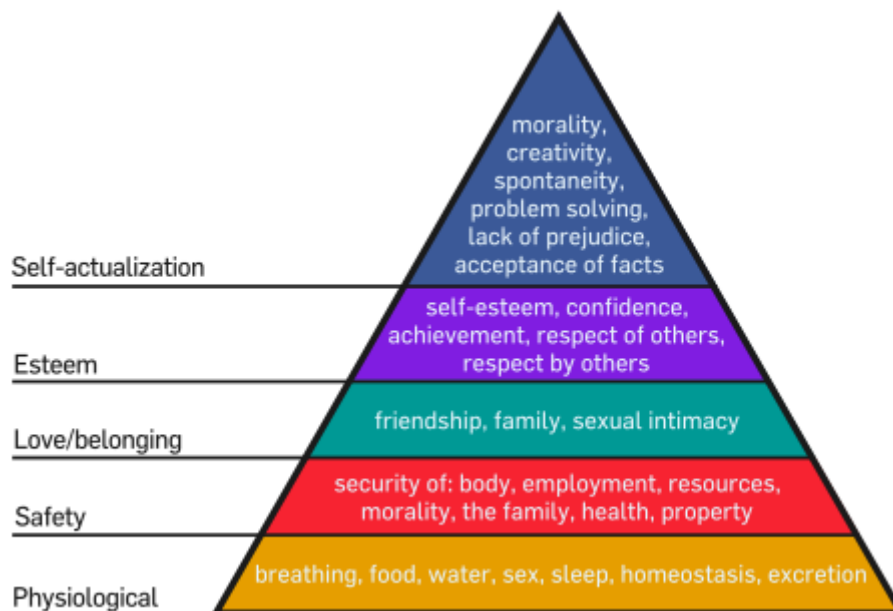 morality,
creativity,
spontaneity,
problem solving,
lack of prejudice,
acceptance of facts
Self-actualization
self-esteem, confidence,
achievement, respect of others,
respect by others
Esteem
friendship, family, sexual intimacy
Love/belonging
security of: body, employment, resources,
morality, the family, health, property
Safety
breathing, food, water, sex, sleep, homeostasis, excretion
Physiological